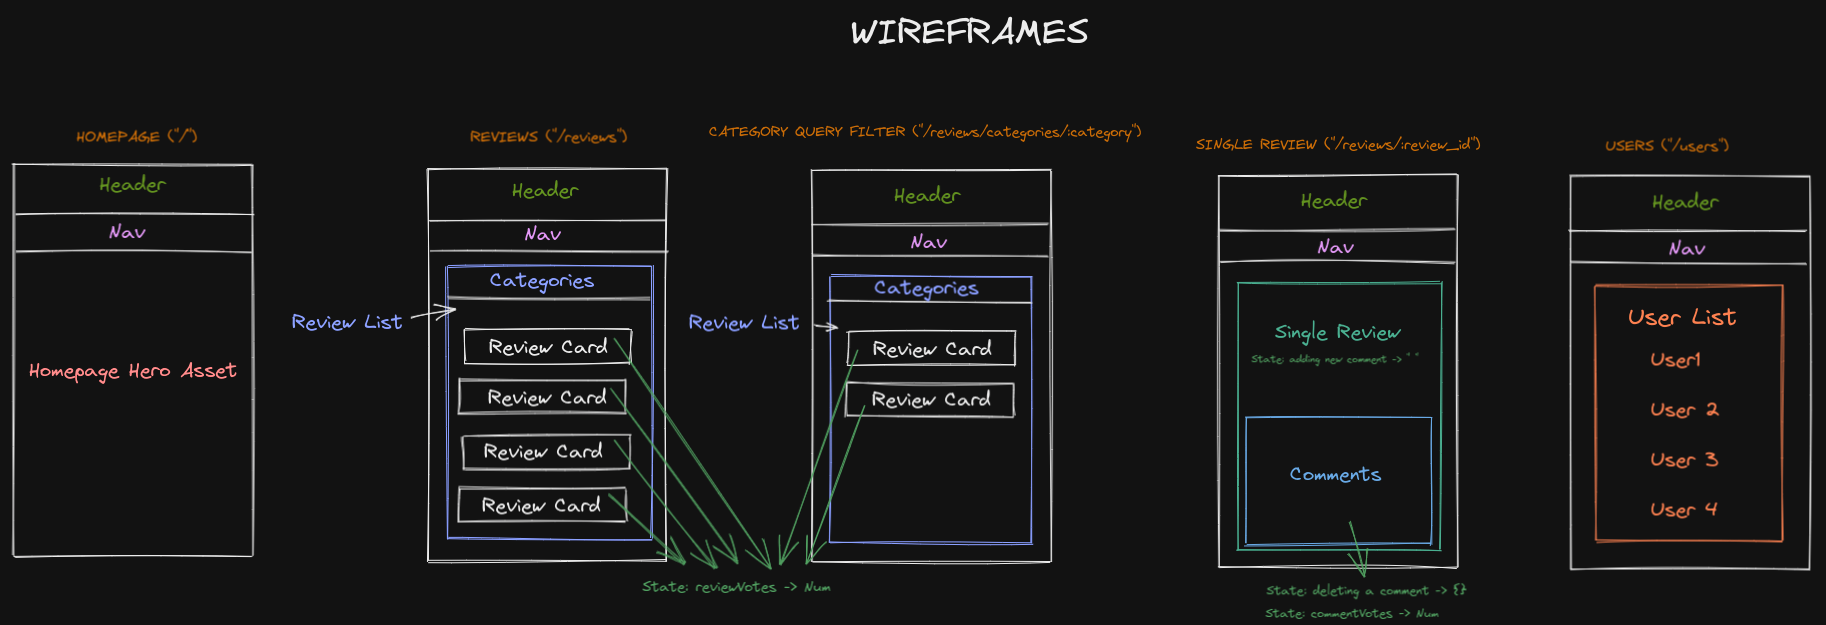 WIREFRAMES
HOMEPAGE ("/")
Header
Nav
Homepage Hero Asset
REVIEWS ("/reviews")
Header
Nav
Categories
Review List
Review Card
Review Card
Review Card
Review Card
CATEGORY QUERY FILTER ("/reviews/categories/:category")
Header
Nav
Categories
Review List
Review Card
Review Card
State: reviewVotes -> Num
SINGLE REVIEW ("/reviews/:review_id")
Header
Nav
Single Review
State: adding new comment -> " "
Comments
State: deleting a comment -> {}
State: commentVotes -> Num
USERS ("/users")
Header
Nav
User List
User1
User 2
User 3
User 4